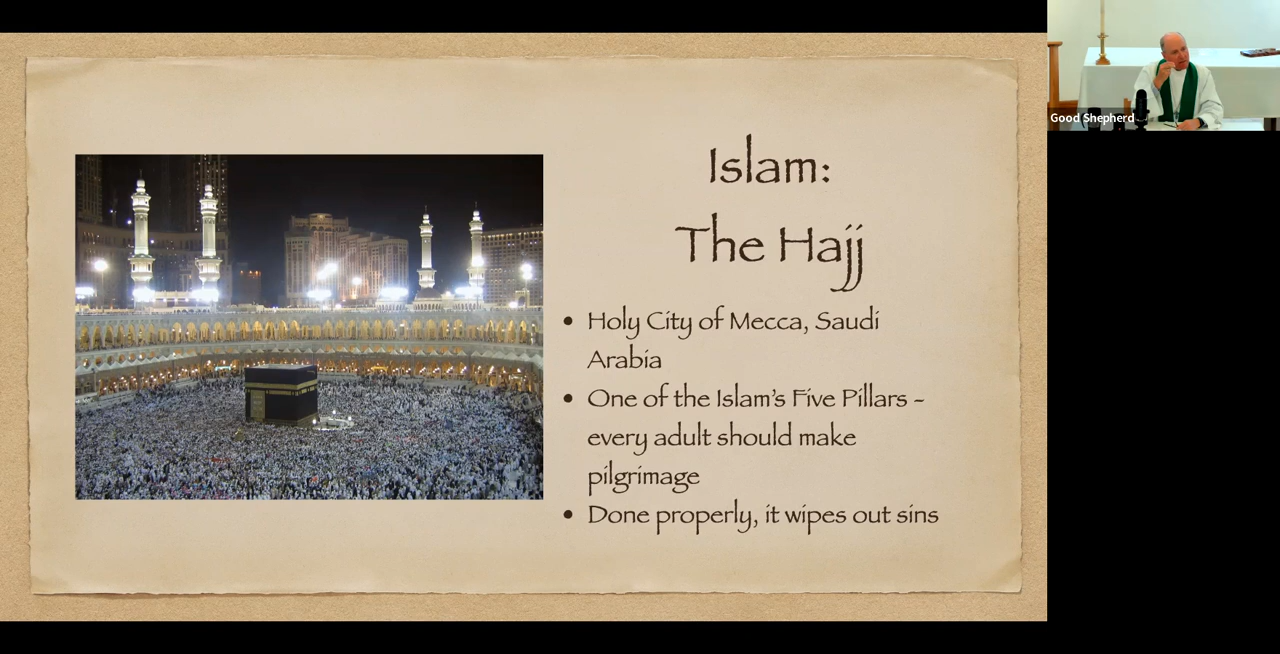 Islam:
The Hajj
• Holy City of Mecca, Saudi
Arabia
• One of the Islam's Five Pillars -
every adult should make
pilgrimage
• Done properly, it wipes out sins
Good Shepherd